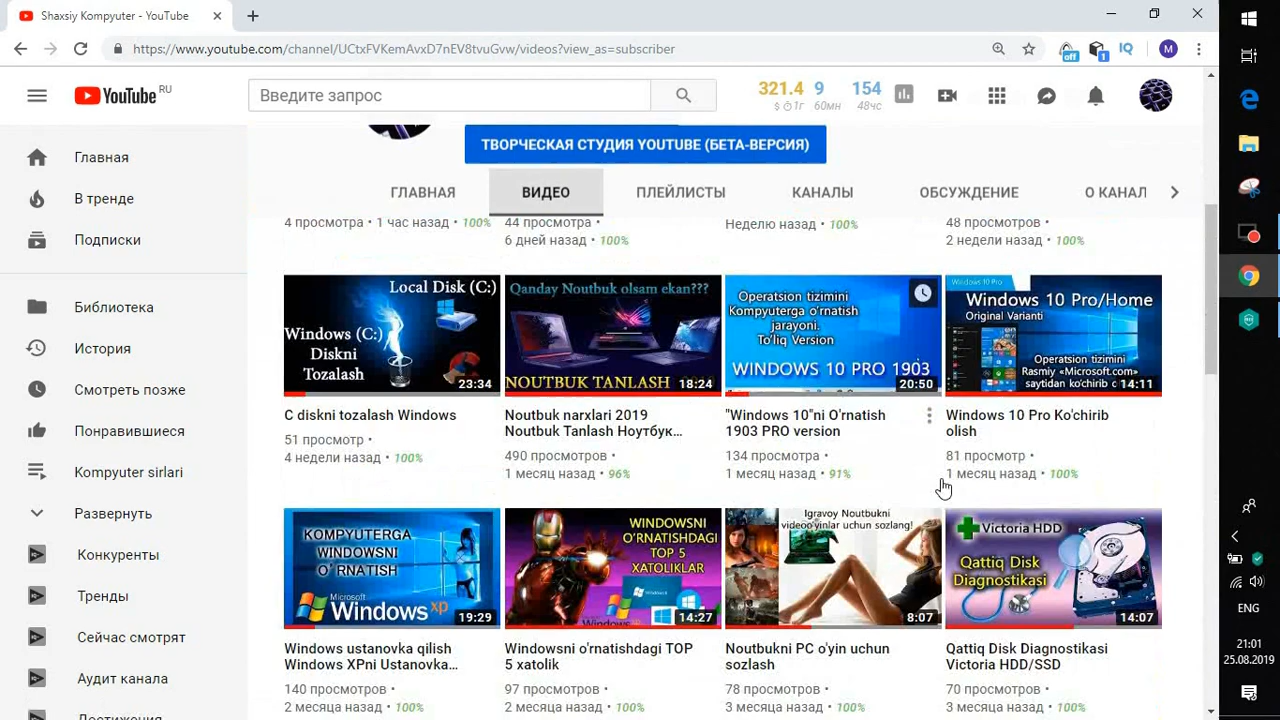 Shaxsiy Kompyuter - YouTube
https://www.youtube.com/channel/UCtxFVKemAvxD7nEV8tvuGvw/videos?view_as=subscriber
off
1
IQ
M
YouTube RU
Введите запрос
321.4 9 154
$ 1г 60мн 48чс
ТВОРЧЕСКАЯ СТУДИЯ YOUTUBE (БЕТА-ВЕРСИЯ)
ГЛАВНАЯ ВИДЕО ПЛЕЙЛИСТЫ КАНАЛЫ ОБСУЖДЕНИЕ О КАНАЛ
Главная
В тренде
Подписки
Библиотека
История
Смотреть позже
Понравившиеся
Kompyuter sirlari
Развернуть
Конкуренты
Тренды
Сейчас смотрят
Аудит канала
Достижения
4 просмотра • 1 час назад • 100%
44 просмотра •
6 дней назад • 100%
Неделю назад • 100%
48 просмотров •
2 недели назад • 100%
Local Disk (C:)
Windows (C:)
Diskni
Tozalash
23:34
C diskni tozalash Windows
51 просмотр •
4 недели назад • 100%
Qanday Noutbuk olsam ekan???
NOUTBUK TANLASH
18:24
Noutbuk narxlari 2019
Noutbuk Tanlash Ноутбук...
490 просмотров •
1 месяц назад • 96%
Operatsion tizimini
Kompyuterga o'rnatish
jarayoni.
To'liq Version
WINDOWS 10 PRO 1903
20:50
"Windows 10"ni O'rnatish
1903 PRO version
134 просмотра •
1 месяц назад • 91%
Windows 10 Pro
Windows 10 Pro/Home
Original Varianti
Operatsion tizimini
Rasmiy «Microsoft.com»
saytidan ko'chirib o
14:11
Windows 10 Pro Ko'chirib
olish
81 просмотр •
1 месяц назад • 100%
KOMPYUTERGA
WINDOWSNI
O`RNATISH
Microsoft
Windows xp
19:29
Windows ustanovka qilish
Windows XPni Ustanovka...
140 просмотров •
2 месяца назад • 100%
WINDOWSNI
O'RNATISHDAGI
TOP 5
XATOLIKLAR
14:27
Windowsni o'rnatishdagi TOP
5 xatolik
97 просмотров •
2 месяца назад • 100%
Igravoy Noutbukni
videoo'yinlar uchun sozlang!
8:07
Noutbukni PC o'yin uchun
sozlash
78 просмотров •
3 месяца назад • 100%
Victoria HDD
Qattiq Disk
Diagnostikasi
14:07
Qattiq Disk Diagnostikasi
Victoria HDD/SSD
70 просмотров •
3 месяца назад • 100%
ENG
21:01
25.08.2019